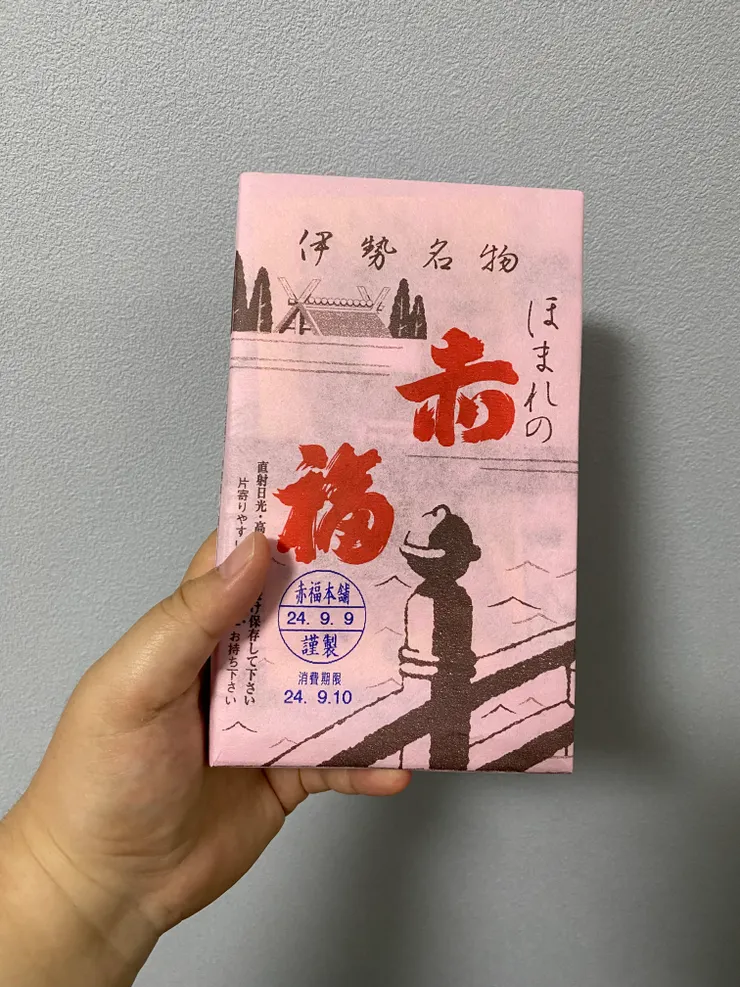 伊勢名物
ほまれの
赤福
直射日光・高
け保存して下さい
片寄りやすい
お持ち下さい
赤福本舗
24. 9. 9
謹製
消費期限
24. 9.10